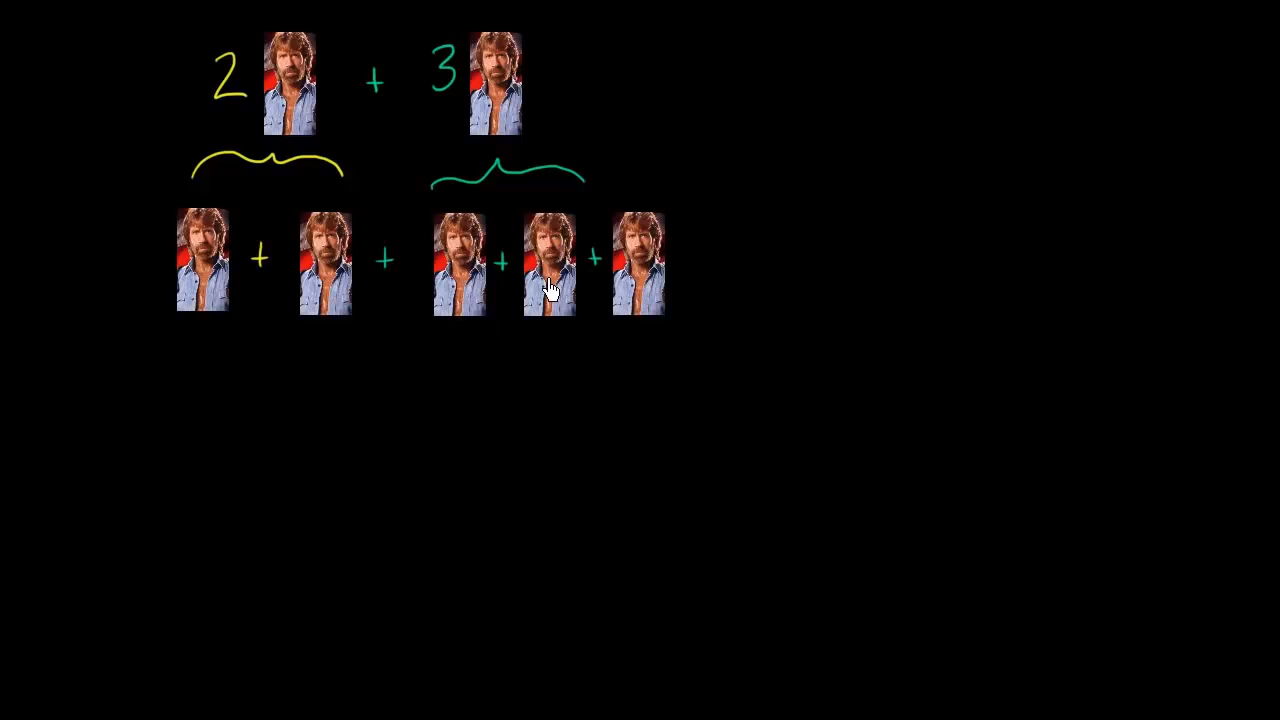 2 + 3
+ + + +